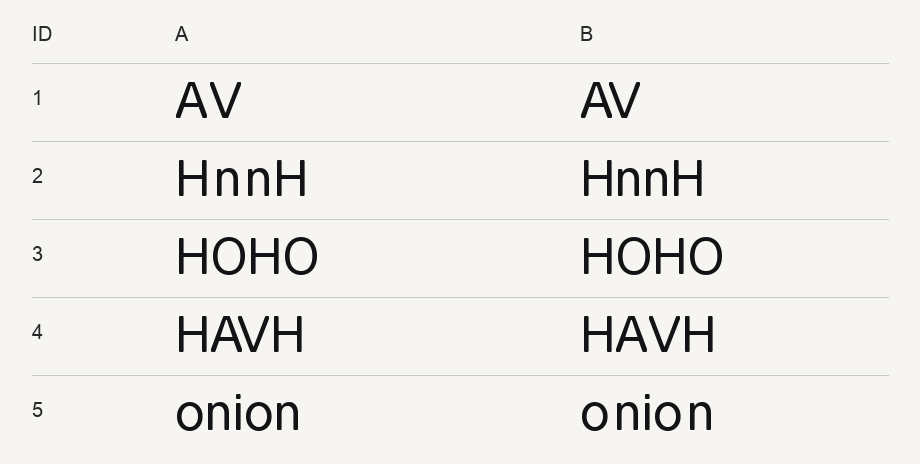 ID A B
1 AV AV
2 HnnH HnnH
3 HOHO HOHO
4 HAVH HAVH
5 onion onion